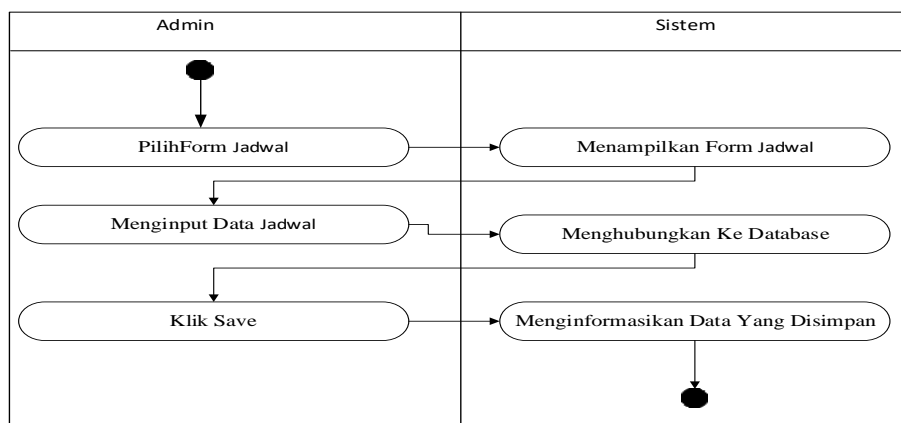 Admin
Sistem
PilihForm Jadwal
Menampilkan Form Jadwal
Menginput Data Jadwal
Menghubungkan Ke Database
Klik Save
Menginformasikan Data Yang Disimpan